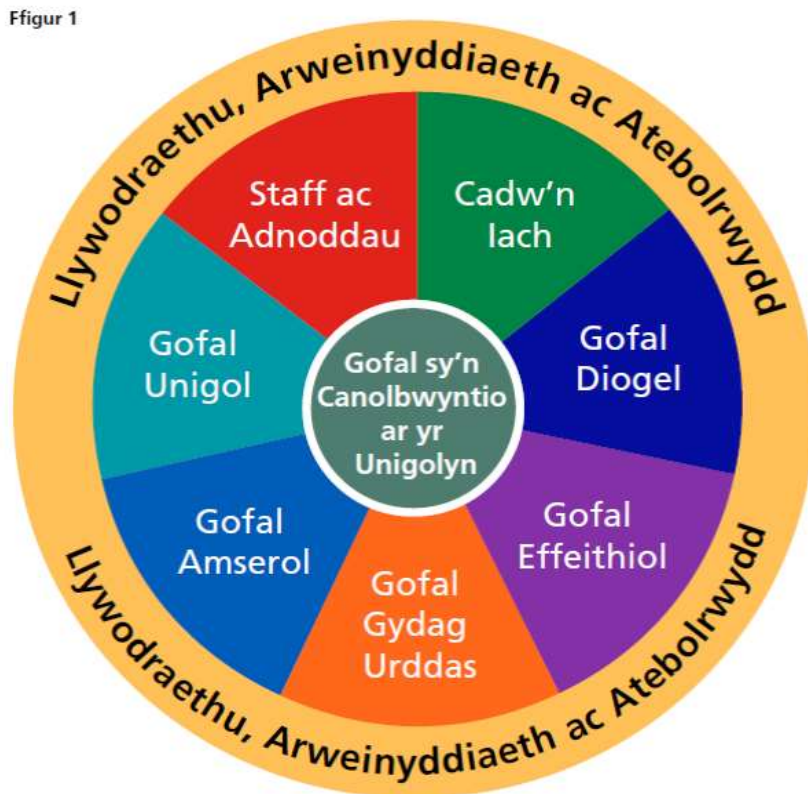 Ffigur 1
Llywodraethu, Arweinyddiaeth ac Atebolrwydd
Staff ac
Adnoddau
Cadw'n
Iach
Gofal
Diogel
Gofal
Effeithiol
Gofal
Gydag
Urddas
Gofal
Amserol
Gofal
Unigol
Gofal sy'n
Canolbwyntio
ar yr
Unigolyn
Llywodraethu, Arweinyddiaeth ac Atebolrwydd